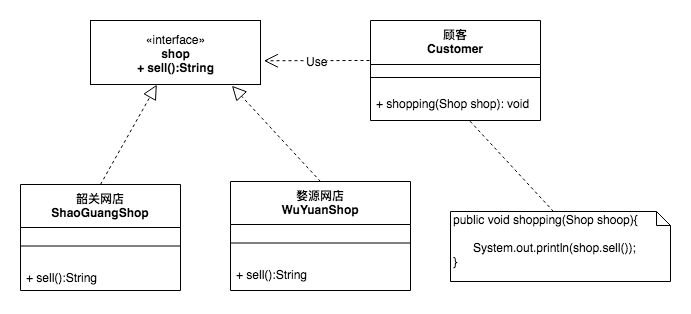 «interface»
shop
+ sell():String
Use
顾客
Customer
+ shopping(Shop shop): void
韶关网店
ShaoGuangShop
+ sell():String
婺源网店
WuYuanShop
+ sell():String
public void shopping(Shop shoop){
System.out.println(shop.sell());
}